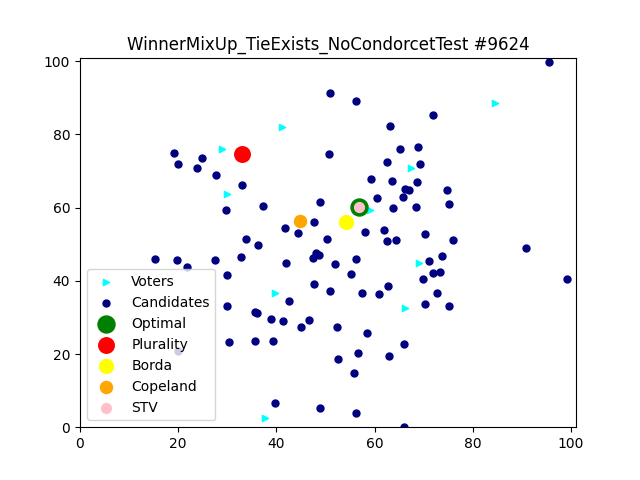 WinnerMixUp_TieExists_NoCondorcetTest #9624
100
80
60
40
20
0
Voters
Candidates
Optimal
Plurality
Borda
Copeland
STV
0 20 40 60 80 100